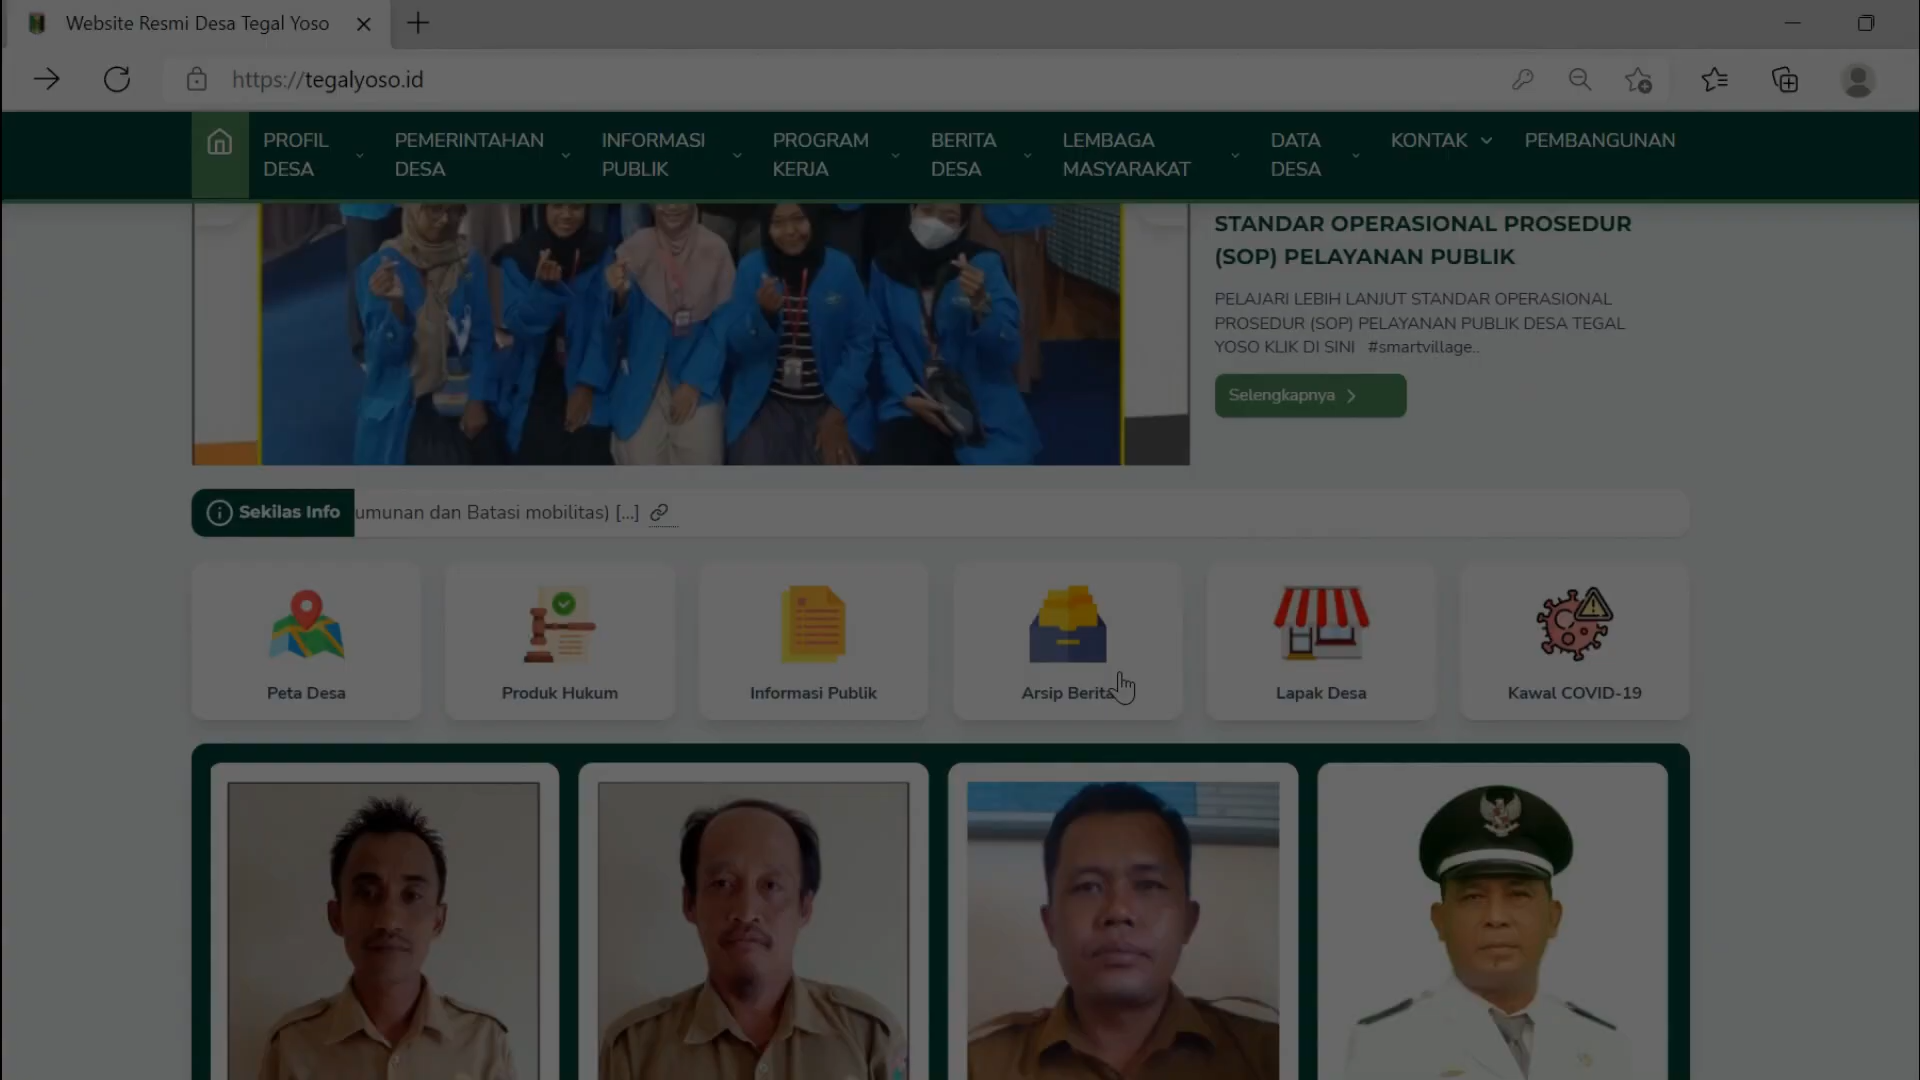 Website Resmi Desa Tegal Yoso
https://tegalyoso.id
PROFIL DESA
PEMERINTAHAN DESA
INFORMASI PUBLIK
PROGRAM KERJA
BERITA DESA
LEMBAGA MASYARAKAT
DATA DESA
KONTAK
PEMBANGUNAN
STANDAR OPERASIONAL PROSEDUR
(SOP) PELAYANAN PUBLIK
PELAJARI LEBIH LANJUT STANDAR OPERASIONAL
PROSEDUR (SOP) PELAYANAN PUBLIK DESA TEGAL
YOSO KLIK DI SINI #smartvillage..
Selengkapnya
Sekilas Info
umunan dan Batasi mobilitas) [...]
Peta Desa
Produk Hukum
Informasi Publik
Arsip Berita
Lapak Desa
Kawal COVID-19